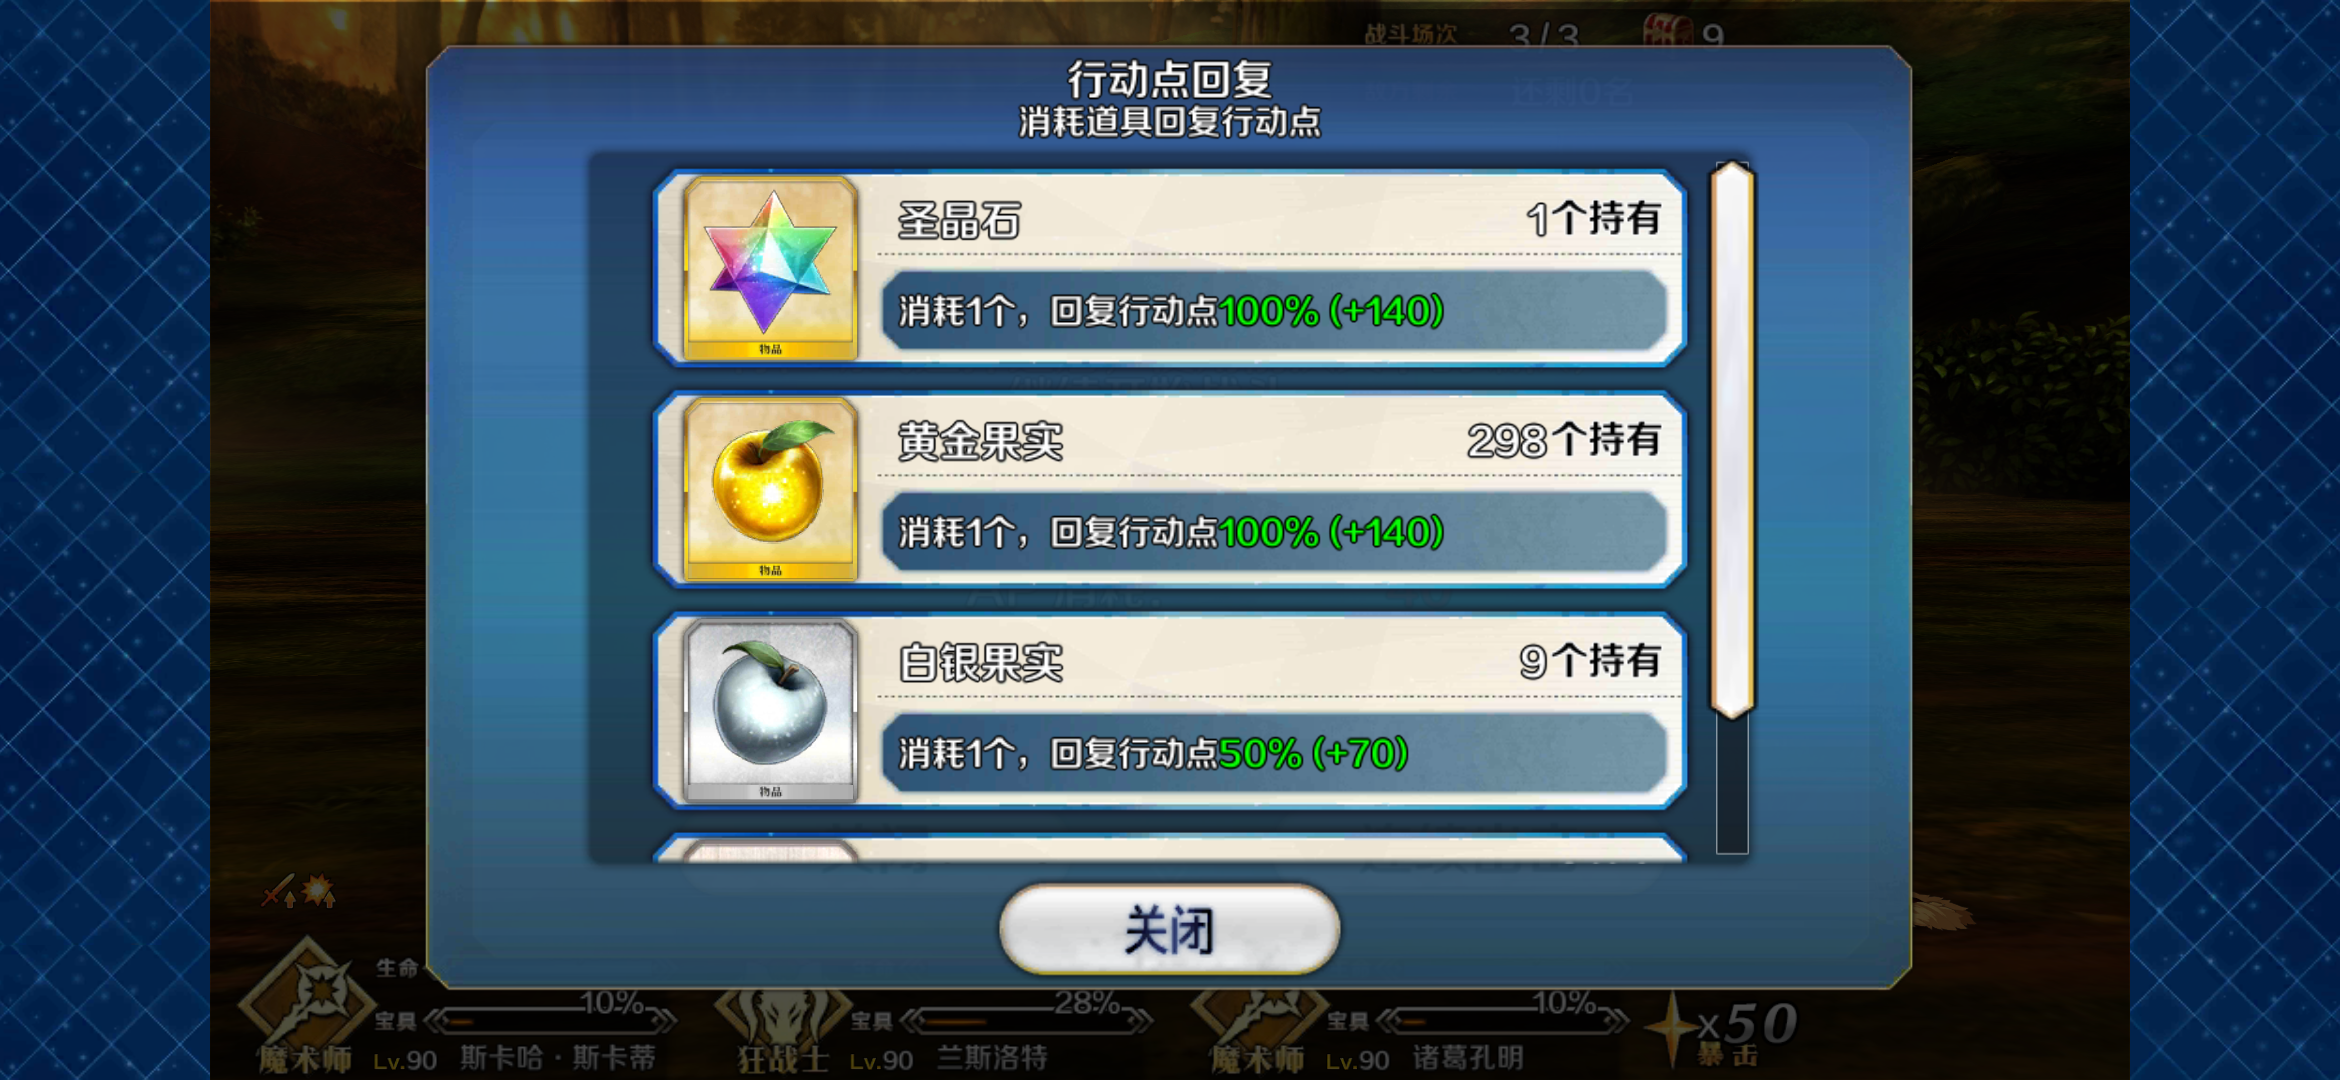 战斗场次 3/3 9
还剩0名
行动点回复
消耗道具回复行动点
圣晶石 1个持有
消耗1个，回复行动点100% (+140)
物品
黄金果实 298个持有
消耗1个，回复行动点100% (+140)
物品
白银果实 9个持有
消耗1个，回复行动点50% (+70)
物品
关闭
生命
宝具 10% 宝具 28% 宝具 10% x50
魔术师 Lv.90 斯卡哈·斯卡蒂 狂战士 Lv.90 兰斯洛特 魔术师 Lv.90 诸葛孔明 暴击